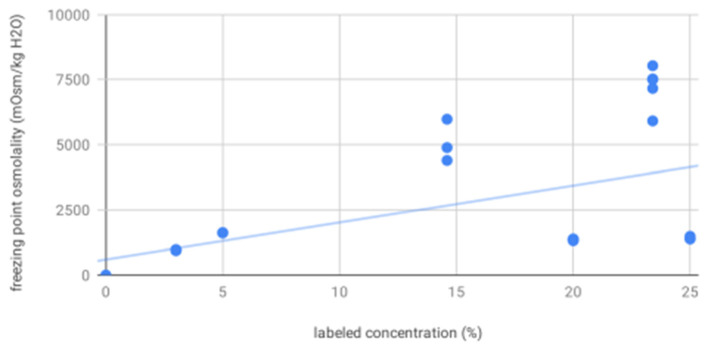 freezing point osmolality (mOsm/kg H2O)
10000
7500
5000
2500
0
0 5 10 15 20 25
labeled concentration (%)